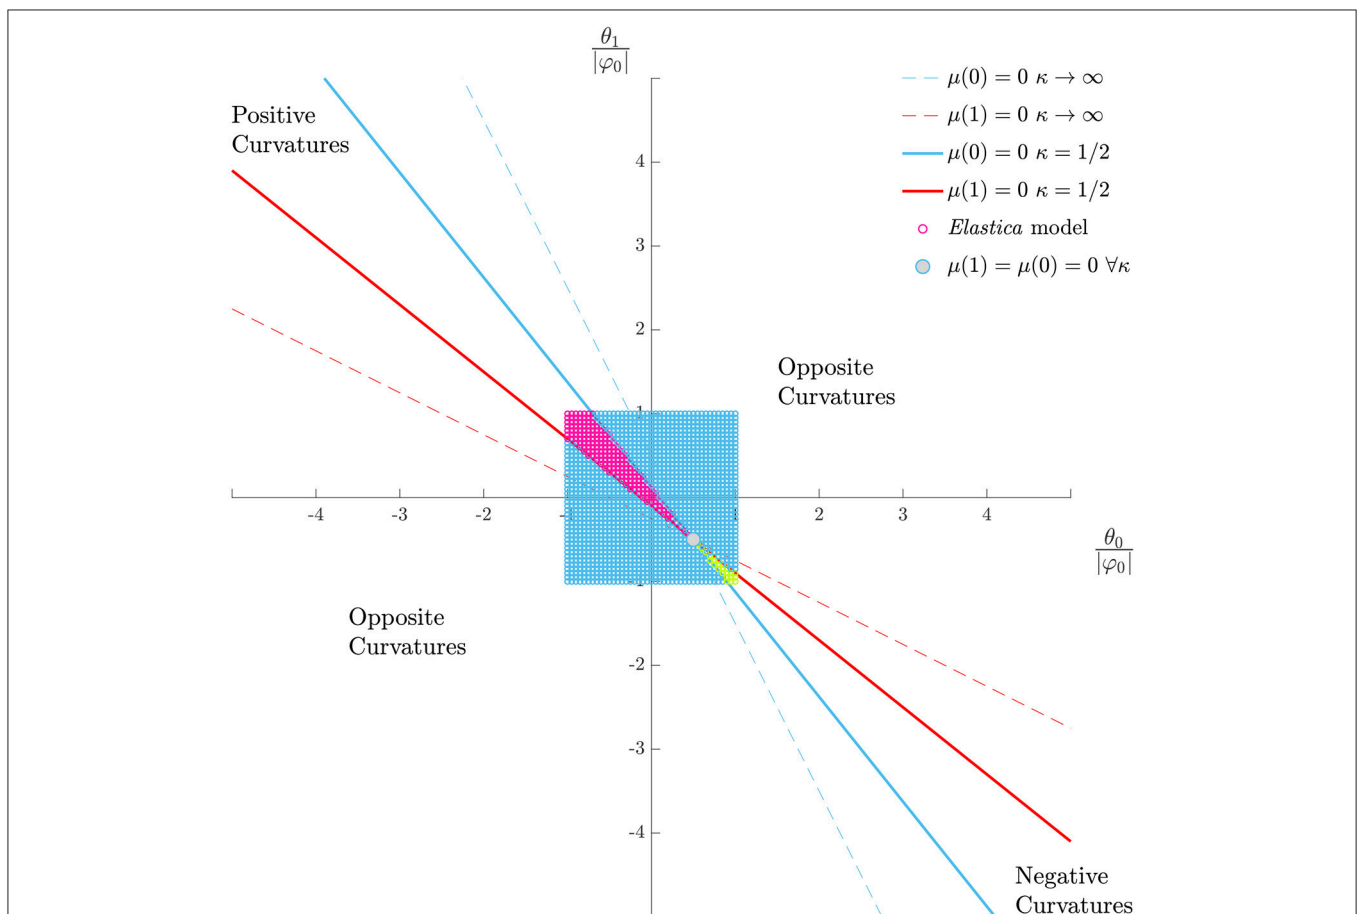 θ₁
|φ₀|
μ(0) = 0 κ → ∞
μ(1) = 0 κ → ∞
μ(0) = 0 κ = 1/2
μ(1) = 0 κ = 1/2
Elastica model
μ(1) = μ(0) = 0 ∀κ
Positive
Curvatures
4
3
2
1
Opposite
Curvatures
-4 -3 -2 -1 1 2 3 4
θ₀
|φ₀|
-1
Opposite
Curvatures
-2
-3
-4
Negative
Curvatures